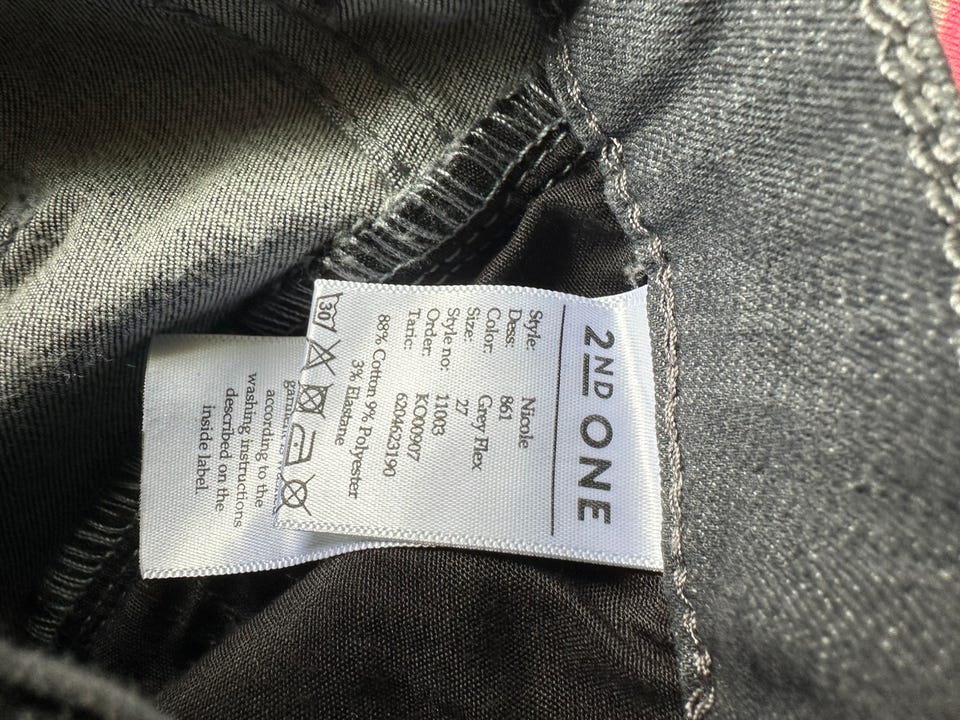 2ND ONE
Style: Nicole
Dess: 861
Color: Grey Flex
Size: 27
Style no: 11003
Order: KO00907
Taric: 6204623190
88% Cotton 9% Polyester
3% Elastane
30
according to the
washing instructions
described on the
inside label.